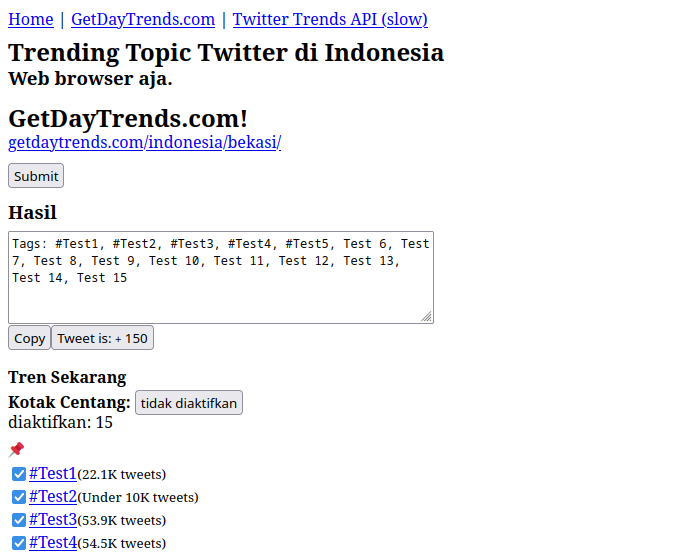 Home | GetDayTrends.com | Twitter Trends API (slow)
Trending Topic Twitter di Indonesia
Web browser aja.
GetDayTrends.com!
getdaytrends.com/indonesia/bekasi/
Submit
Hasil
Tags: #Test1, #Test2, #Test3, #Test4, #Test5, Test 6, Test
7, Test 8, Test 9, Test 10, Test 11, Test 12, Test 13,
Test 14, Test 15
Copy Tweet is: + 150
Tren Sekarang
Kotak Centang: tidak diaktifkan
diaktifkan: 15
#Test1(22.1K tweets)
#Test2(Under 10K tweets)
#Test3(53.9K tweets)
#Test4(54.5K tweets)